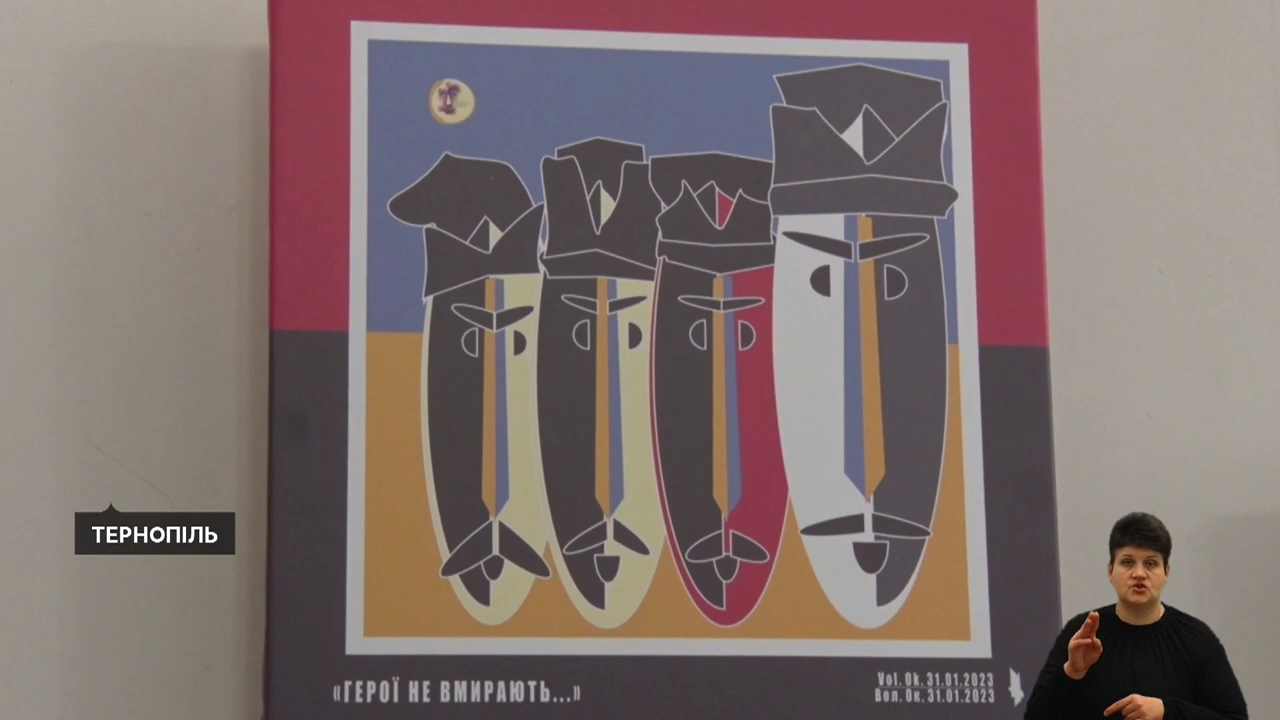 ТЕРНОПІЛЬ
«ГЕРОЇ НЕ ВМИРАЮТЬ...»
Vol. Ok. 31.01.2023
Вол. Ок. 31.01.2023